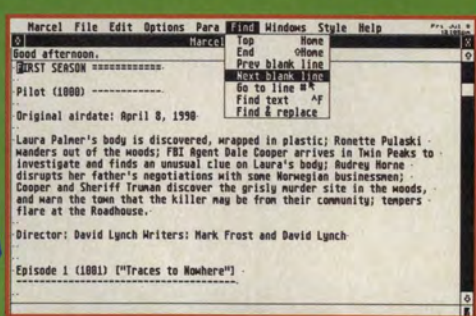 Marcel File Edit Options Para Find Windows Style Help
Marcel
Good afternoon.
Top Home
End ⇧Home
Prev blank line
Next blank line
Go to line #
Find text ^F
Find & replace
FIRST SEASON ============
Pilot (1000) -------------
Original airdate: April 8, 1990
Laura Palmer's body is discovered, wrapped in plastic; Ronette Pulaski
wanders out of the woods; FBI Agent Dale Cooper arrives in Twin Peaks to
investigate and finds an unusual clue on Laura's body; Audrey Horne
disrupts her father's negotiations with some Norwegian businessmen;
Cooper and Sheriff Truman discover the grisly murder site in the woods,
and warn the town that the killer may be from their community; tempers
flare at the Roadhouse.
Director: David Lynch Writers: Mark Frost and David Lynch
Episode 1 (1001) ["Traces to Nowhere"]
--------------------------------------